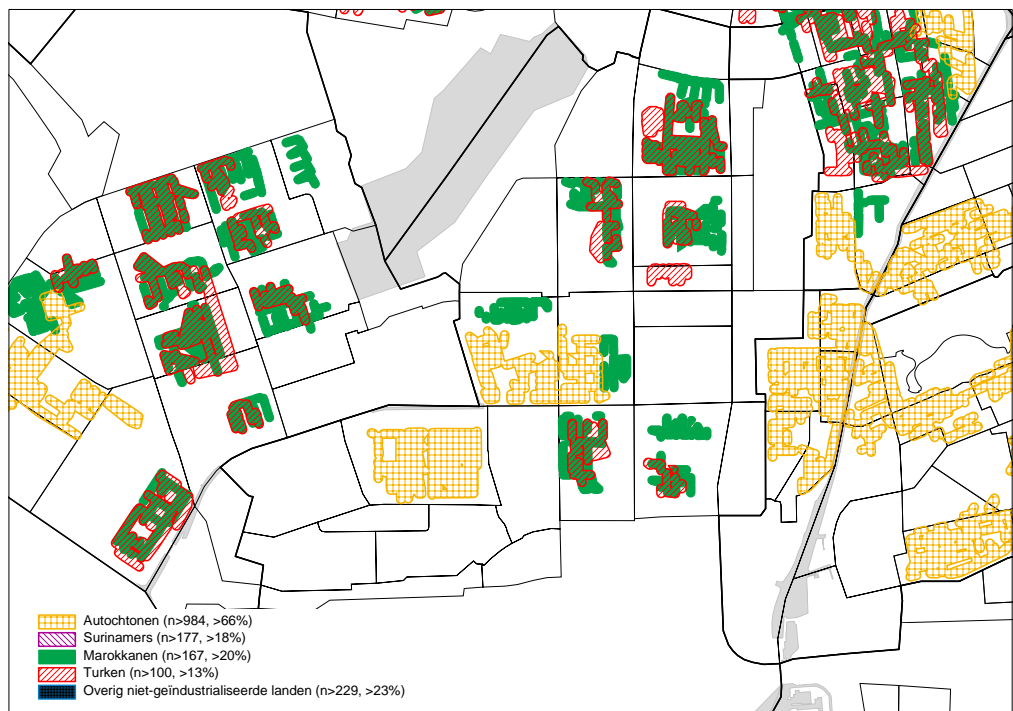 Autochtonen (n>984, >66%)
Surinamers (n>177, >18%)
Marokkanen (n>167, >20%)
Turken (n>100, >13%)
Overig niet-geïndustrialiseerde landen (n>229, >23%)